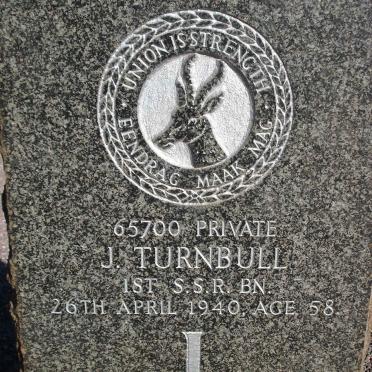 UNION IS STRENGTH
EENDRAG MAAK MAG
65700 PRIVATE
J. TURNBULL
1ST S.S.R. BN.
26TH APRIL 1940. AGE 58.